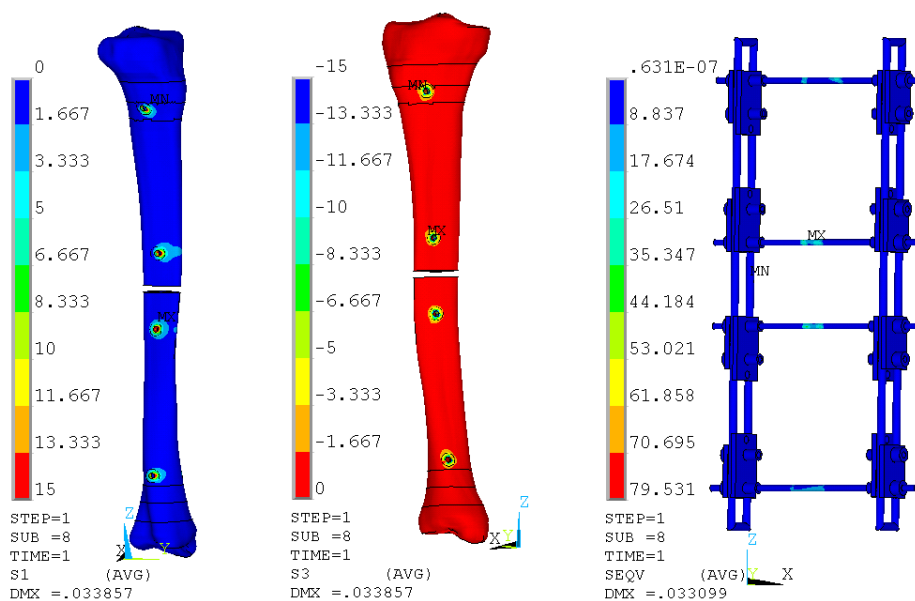 0
1.667
3.333
5
6.667
8.333
10
11.667
13.333
15
MN
MX
STEP=1
SUB =8
TIME=1
S1 (AVG)
DMX =.033857
Z
X
Y
-15
-13.333
-11.667
-10
-8.333
-6.667
-5
-3.333
-1.667
0
MN
MX
STEP=1
SUB =8
TIME=1
S3 (AVG)
DMX =.033857
Z
X
Y
.631E-07
8.837
17.674
26.51
35.347
44.184
53.021
61.858
70.695
79.531
MX
MN
STEP=1
SUB =8
TIME=1
SEQV (AVG)
DMX =.033099
Z
Y
X